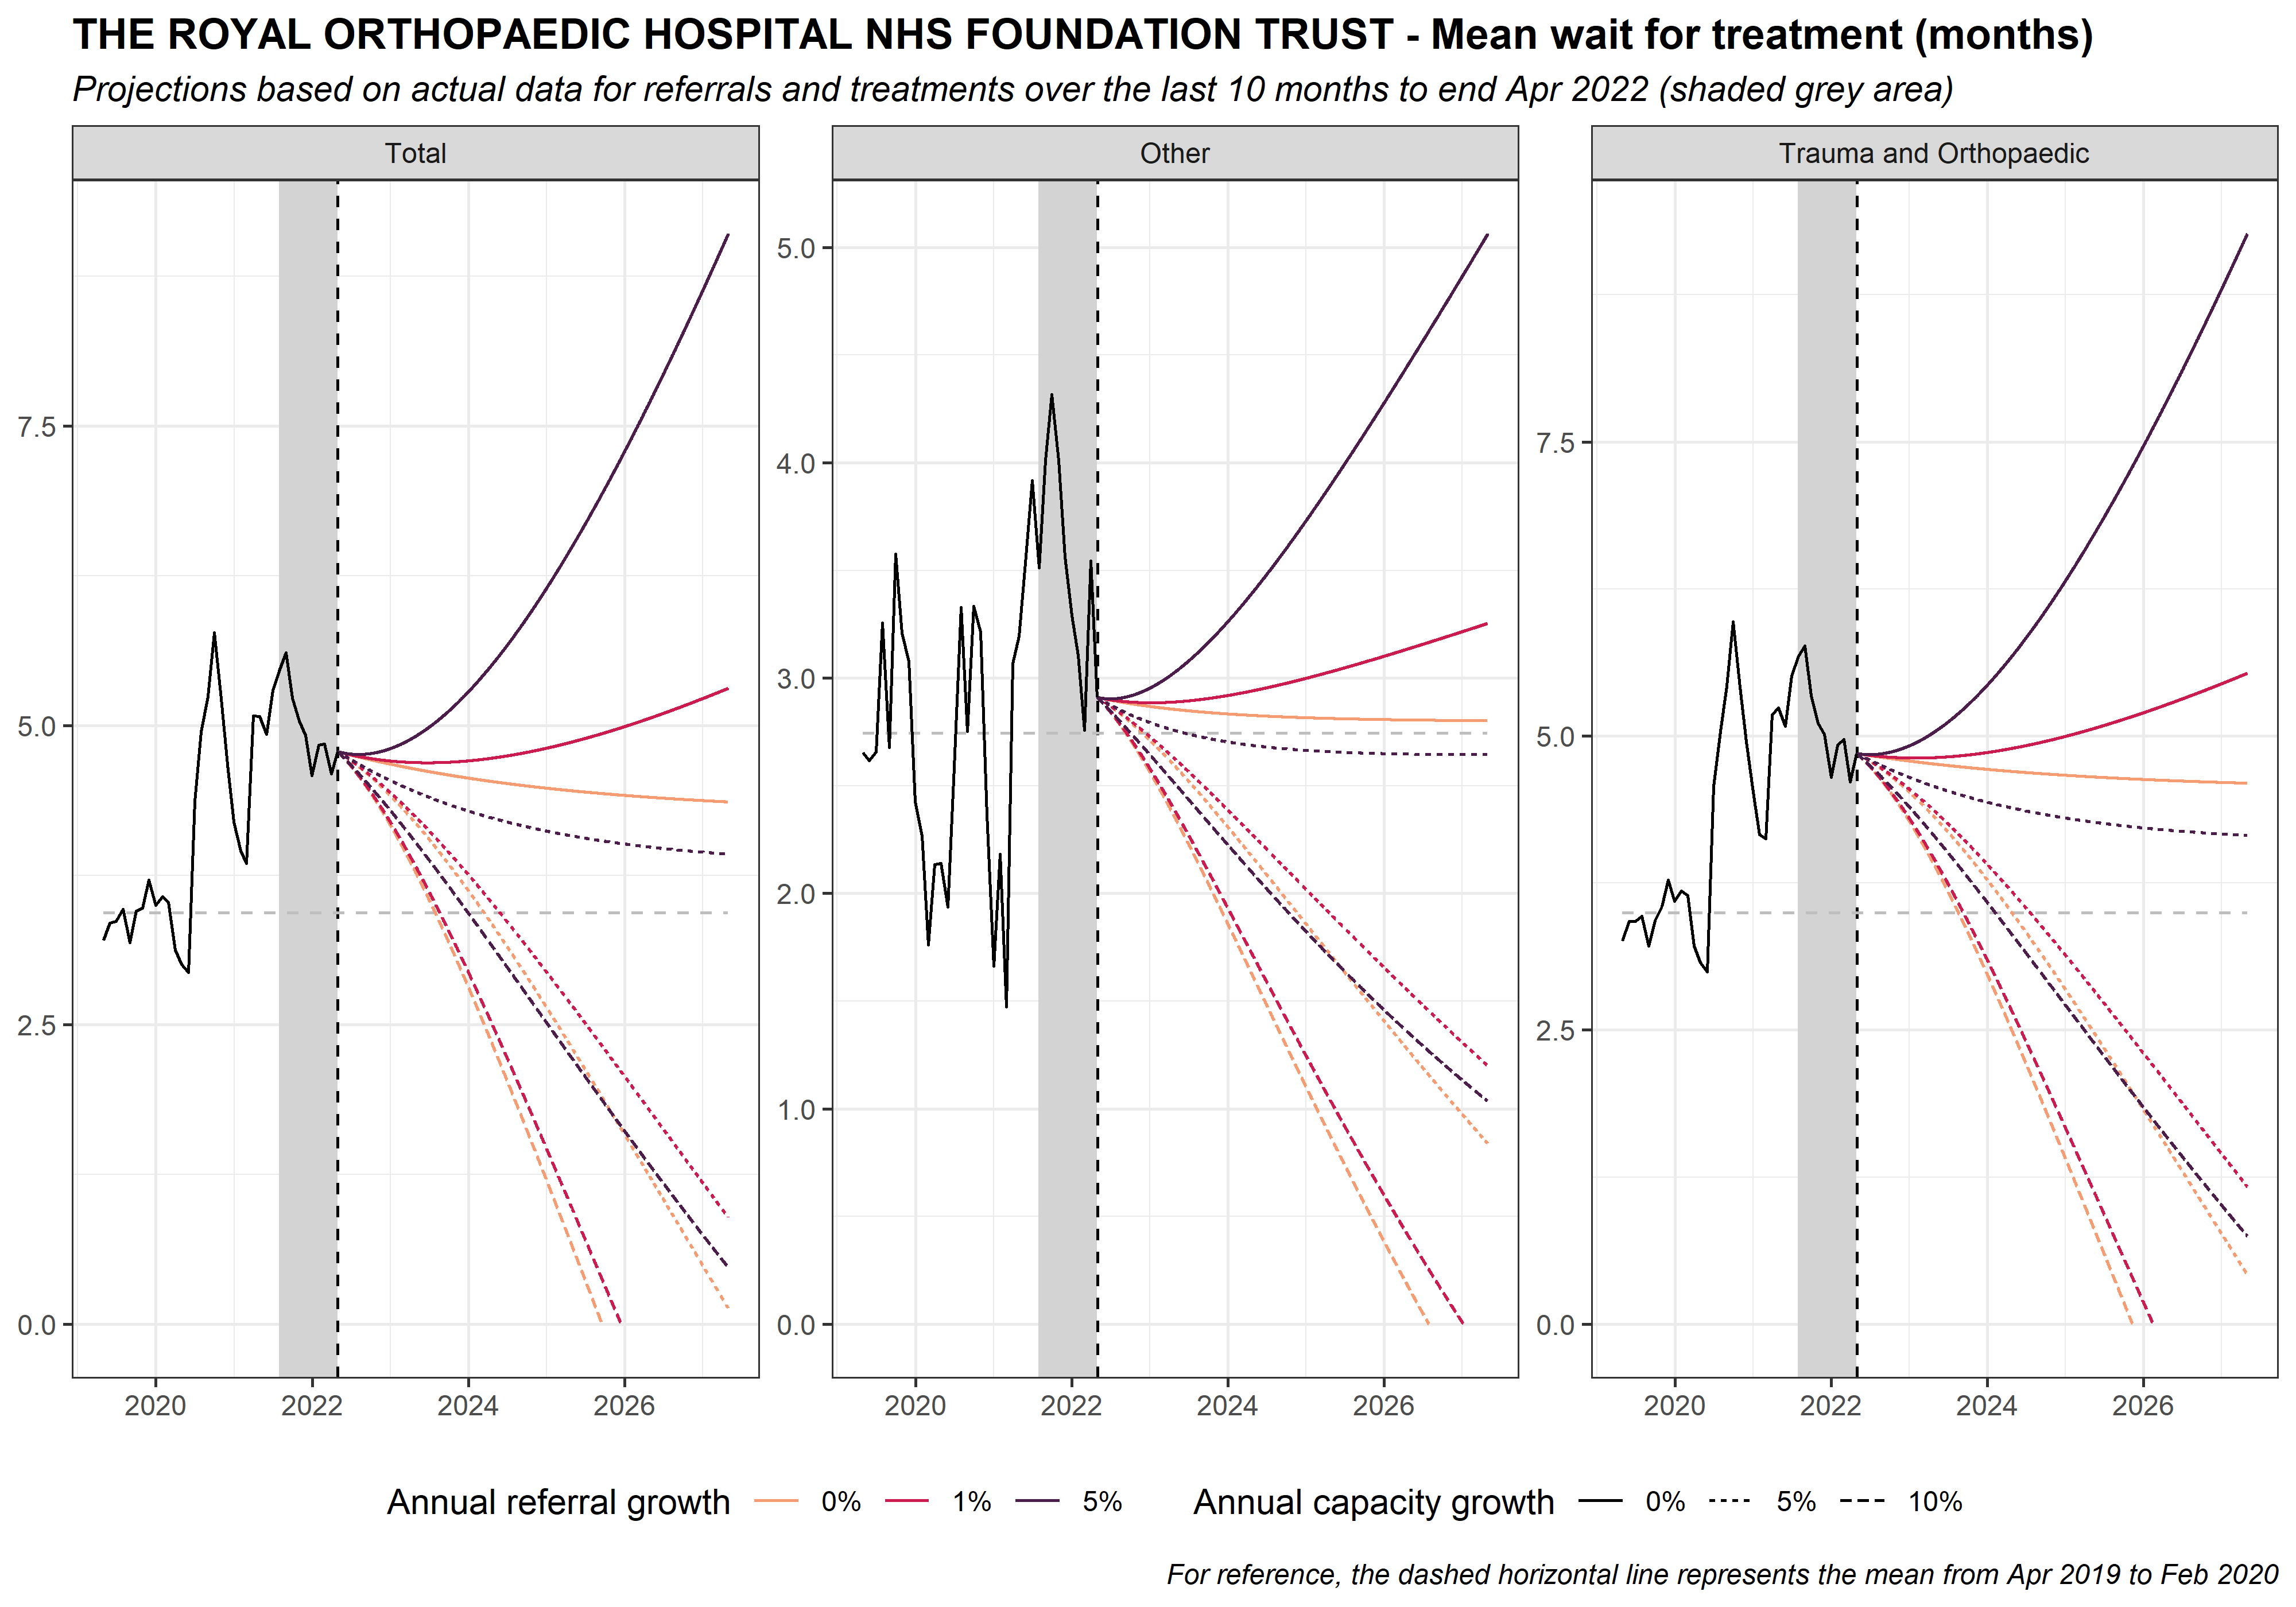 THE ROYAL ORTHOPAEDIC HOSPITAL NHS FOUNDATION TRUST - Mean wait for treatment (months)
Projections based on actual data for referrals and treatments over the last 10 months to end Apr 2022 (shaded grey area)
Total
Other
Trauma and Orthopaedic
7.5
5.0
2.5
0.0
5.0
4.0
3.0
2.0
1.0
0.0
7.5
5.0
2.5
0.0
2020 2022 2024 2026
2020 2022 2024 2026
2020 2022 2024 2026
Annual referral growth 0% 1% 5% Annual capacity growth 0% 5% 10%
For reference, the dashed horizontal line represents the mean from Apr 2019 to Feb 2020